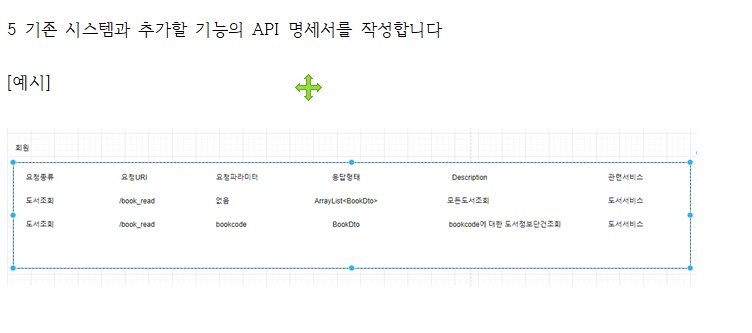 5 기존 시스템과 추가할 기능의 API 명세서를 작성합니다
[예시]
회원
요청종류 요청URI 요청파라미터 응답형태 Description 관련서비스
도서조회 /book_read 없음 ArrayList<BookDto> 모든도서조회 도서서비스
도서조회 /book_read bookcode BookDto bookcode에 대한 도서정보단건조회 도서서비스